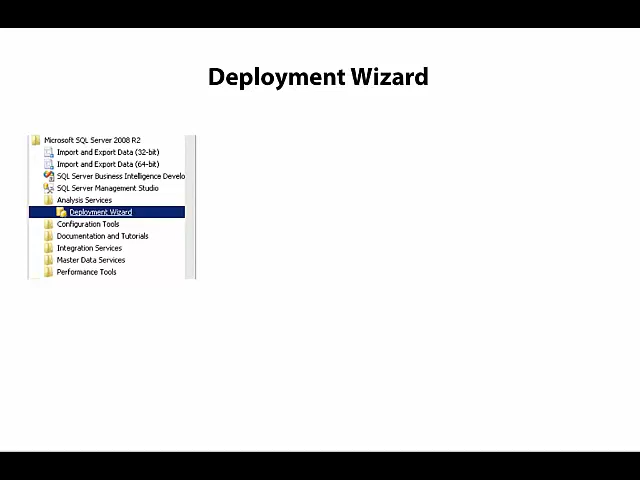 Deployment Wizard
Microsoft SQL Server 2008 R2
Import and Export Data (32-bit)
Import and Export Data (64-bit)
SQL Server Business Intelligence Develo
SQL Server Management Studio
Analysis Services
Deployment Wizard
Configuration Tools
Documentation and Tutorials
Integration Services
Master Data Services
Performance Tools